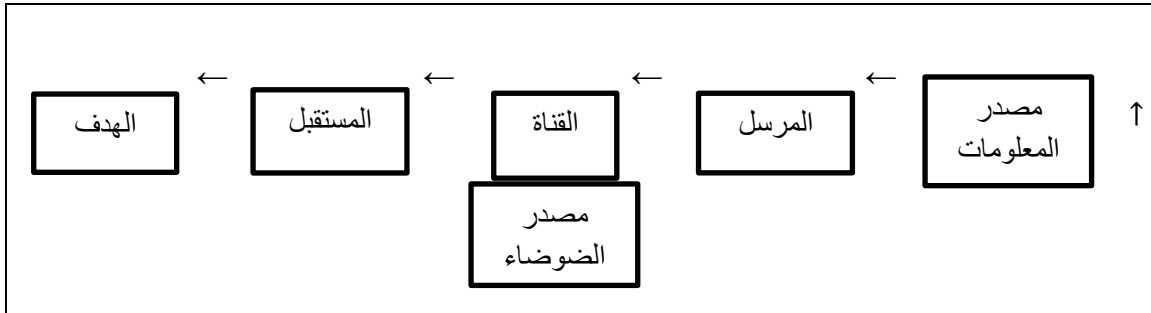 مصدر
المعلومات
المرسل
القناة
المستقبل
الهدف
مصدر
الضوضاء